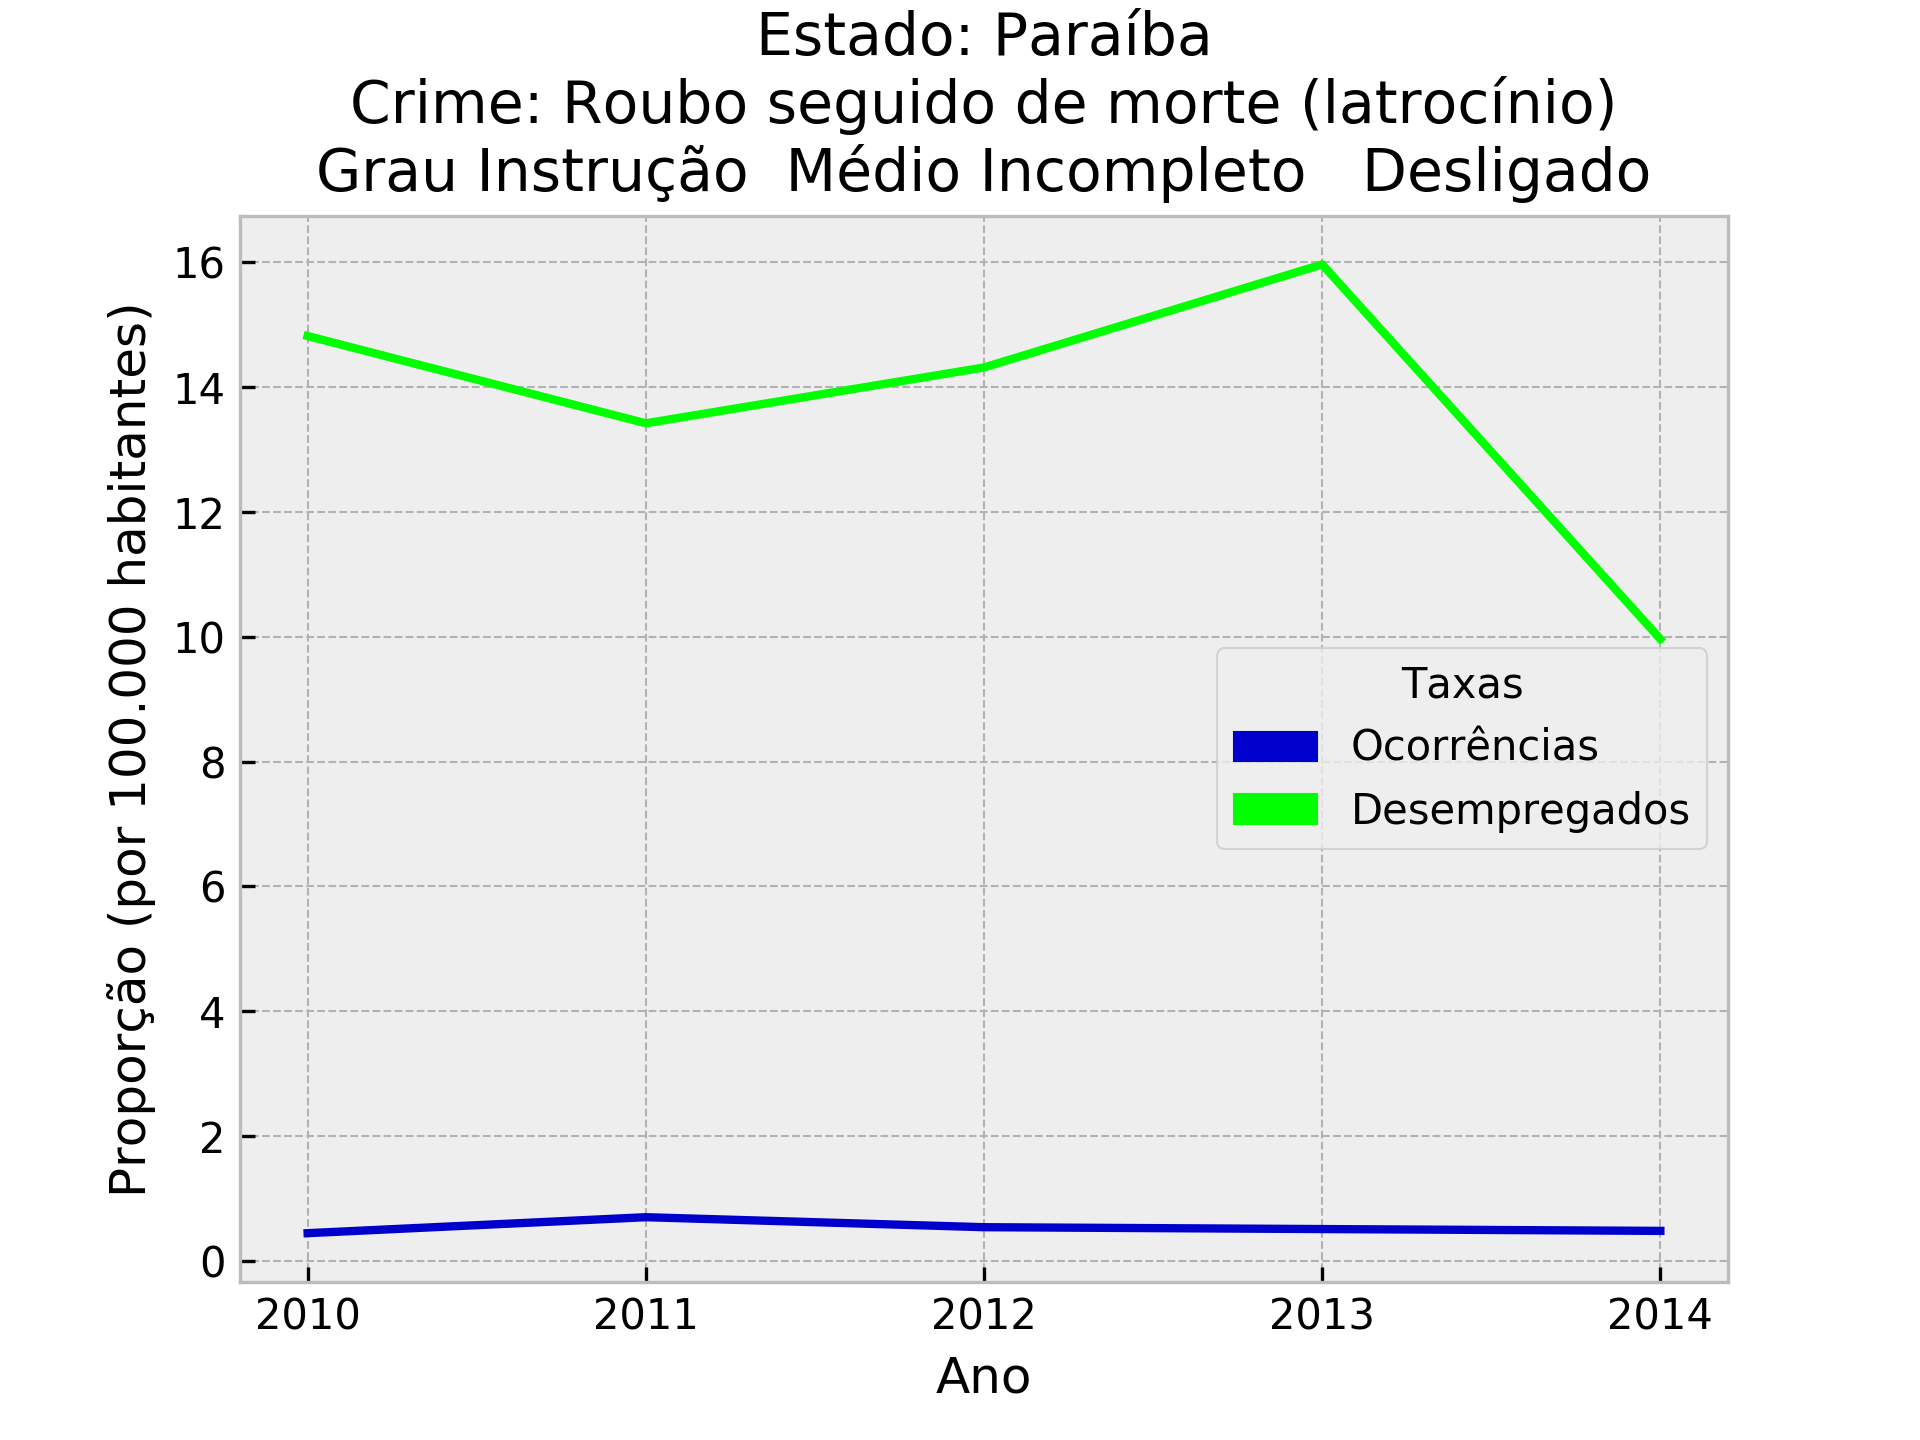 Estado: Paraíba
Crime: Roubo seguido de morte (latrocínio)
Grau Instrução  Médio Incompleto   Desligado
Proporção (por 100.000 habitantes)
16
14
12
10
8
6
4
2
0
Taxas
Ocorrências
Desempregados
2010 2011 2012 2013 2014
Ano